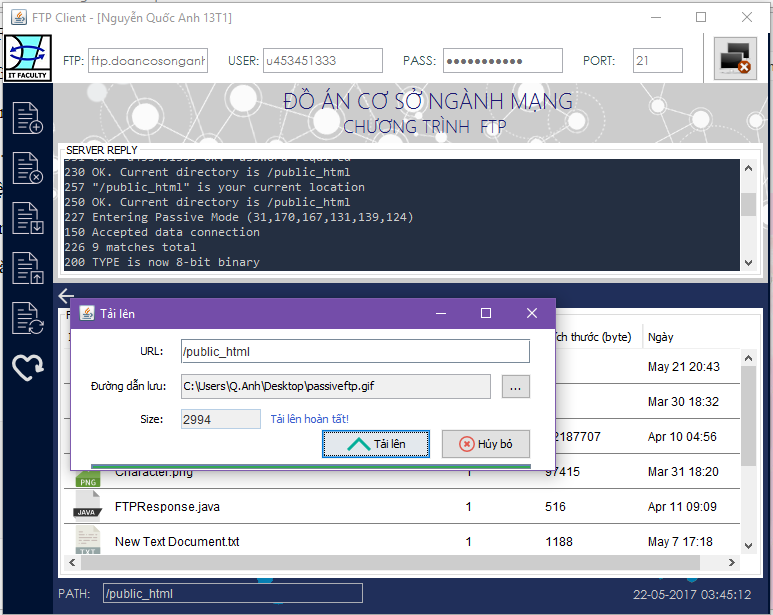 FTP Client - [Nguyễn Quốc Anh 13T1]
IT FACULTY
FTP: ftp.doancosonganh USER: u453451333 PASS: ••••••••••• PORT: 21
ĐỒ ÁN CƠ SỞ NGÀNH MẠNG
CHƯƠNG TRÌNH FTP
SERVER REPLY
331 User u453451333 OK. Password required
230 OK. Current directory is /public_html
257 "/public_html" is your current location
250 OK. Current directory is /public_html
227 Entering Passive Mode (31,170,167,131,139,124)
150 Accepted data connection
226 9 matches total
200 TYPE is now 8-bit binary
Tải lên
URL: /public_html
Đường dẫn lưu: C:\Users\Q.Anh\Desktop\passiveftp.gif ...
Size: 2994 Tải lên hoàn tất!
Tải lên Hủy bỏ
thước (byte) Ngày
May 21 20:43
Mar 30 18:32
2187707 Apr 10 04:56
PNG Character.png 1 97415 Mar 31 18:20
JAVA FTPResponse.java 1 516 Apr 11 09:09
TXT New Text Document.txt 1 1188 May 7 17:18
PATH: /public_html 22-05-2017 03:45:12